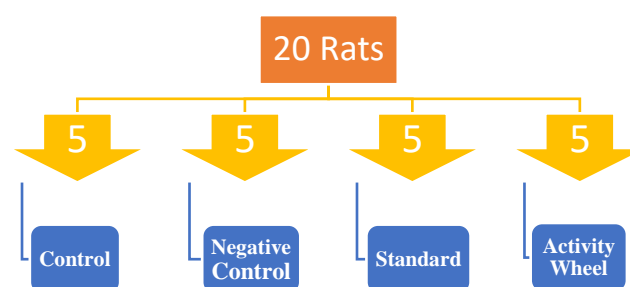 20 Rats
5 5 5 5
Control
Negative
Control
Standard
Activity
Wheel